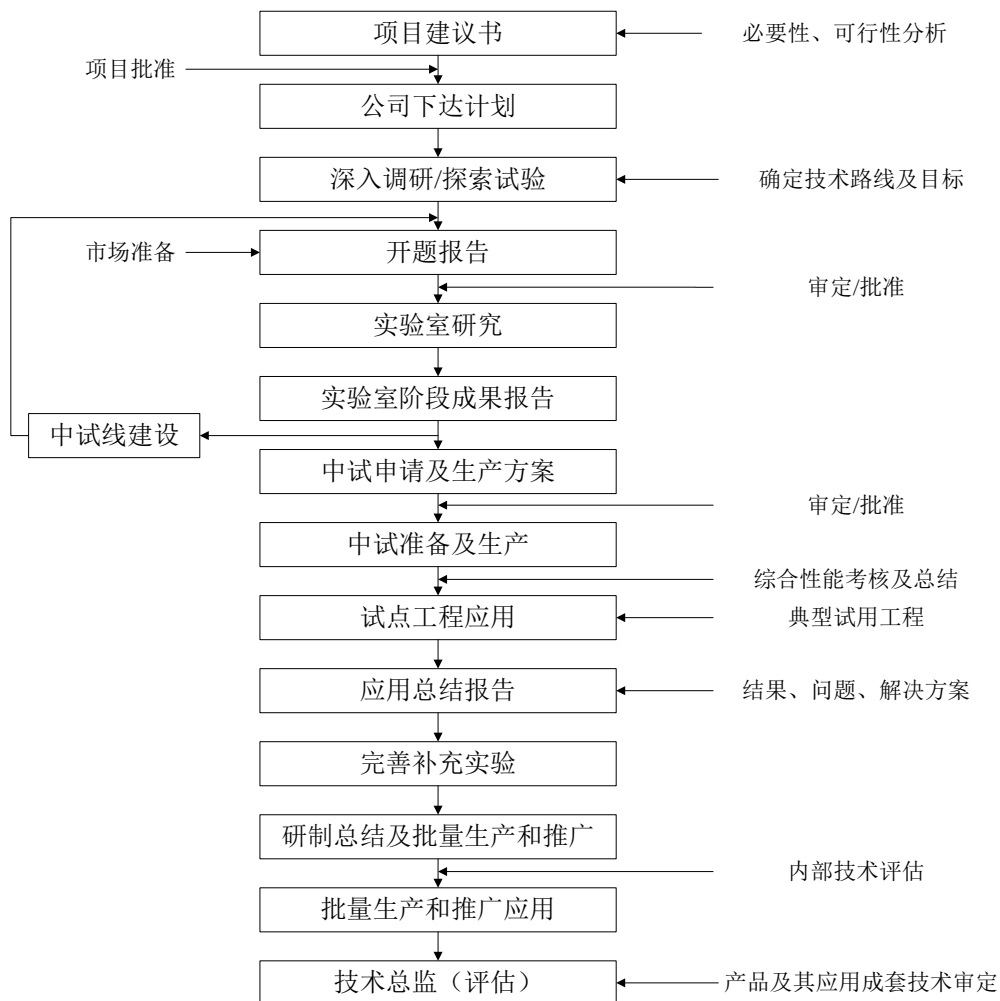 项目建议书
必要性、可行性分析
项目批准
公司下达计划
深入调研/探索试验
确定技术路线及目标
市场准备
开题报告
审定/批准
实验室研究
实验室阶段成果报告
中试线建设
中试申请及生产方案
审定/批准
中试准备及生产
综合性能考核及总结
试点工程应用
典型试用工程
应用总结报告
结果、问题、解决方案
完善补充实验
研制总结及批量生产和推广
内部技术评估
批量生产和推广应用
技术总监（评估）
产品及其应用成套技术审定